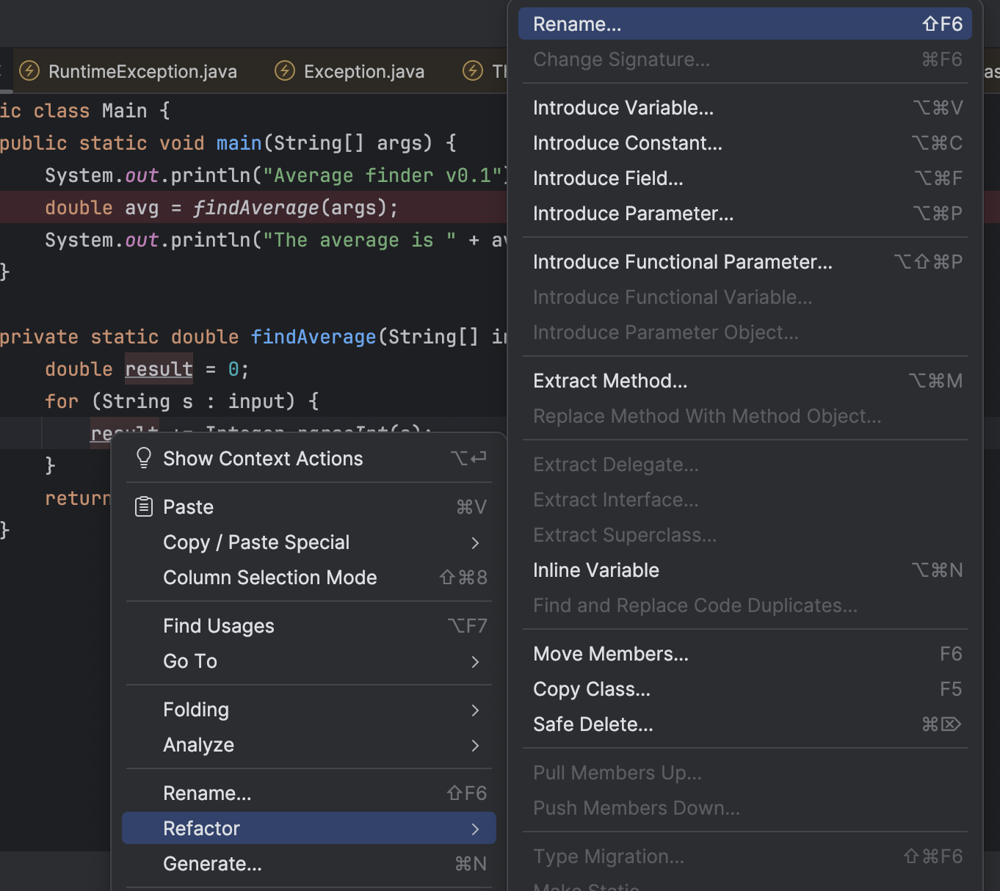 RuntimeException.java Exception.java
ic class Main {
public static void main(String[] args) {
System.out.println("Average finder v0.1")
double avg = findAverage(args);
System.out.println("The average is " + av
}
private static double findAverage(String[] in
double result = 0;
for (String s : input) {
}
return
}
Show Context Actions ⌥⏎
Paste ⌘V
Copy / Paste Special
Column Selection Mode ⇧⌘8
Find Usages ⌥F7
Go To
Folding
Analyze
Rename... ⇧F6
Refactor
Generate... ⌘N
Rename... ⇧F6
Change Signature... ⌘F6
Introduce Variable... ⌥⌘V
Introduce Constant... ⌥⌘C
Introduce Field... ⌥⌘F
Introduce Parameter... ⌥⌘P
Introduce Functional Parameter... ⌥⇧⌘P
Introduce Functional Variable...
Introduce Parameter Object...
Extract Method... ⌥⌘M
Replace Method With Method Object...
Extract Delegate...
Extract Interface...
Extract Superclass...
Inline Variable ⌥⌘N
Find and Replace Code Duplicates...
Move Members... F6
Copy Class... F5
Safe Delete... ⌘⌦
Pull Members Up...
Push Members Down...
Type Migration... ⇧⌘F6
Make Static